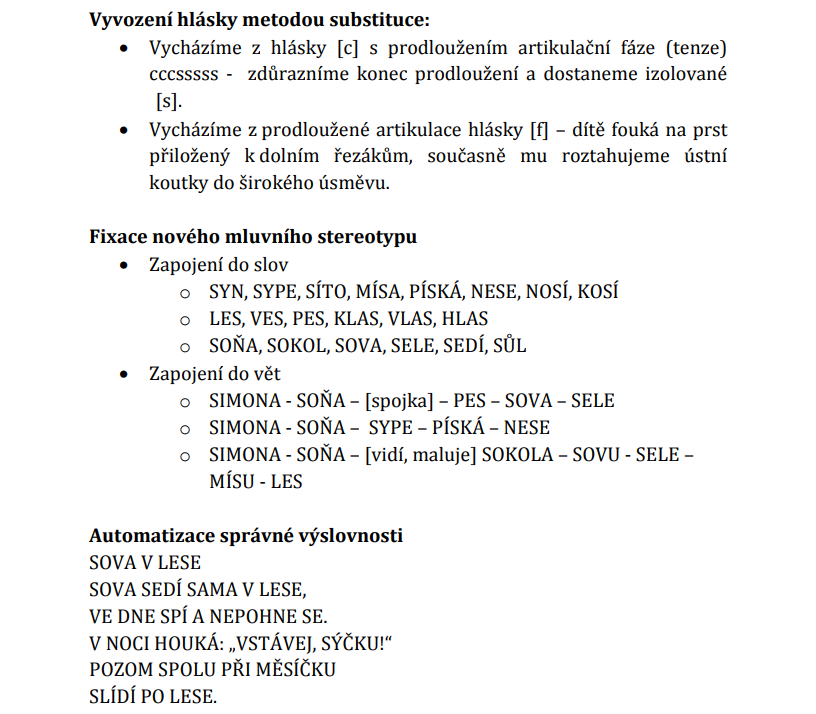 Vyvození hlásky metodou substituce:
• Vycházíme z hlásky [c] s prodloužením artikulační fáze (tenze)
cccsssss - zdůrazníme konec prodloužení a dostaneme izolované
[s].
• Vycházíme z prodloužené artikulace hlásky [f] – dítě fouká na prst
přiložený k dolním řezákům, současně mu roztahujeme ústní
koutky do širokého úsměvu.
Fixace nového mluvního stereotypu
• Zapojení do slov
o SYN, SYPE, SÍTO, MÍSA, PÍSKÁ, NESE, NOSÍ, KOSÍ
o LES, VES, PES, KLAS, VLAS, HLAS
o SOŇA, SOKOL, SOVA, SELE, SEDÍ, SŮL
• Zapojení do vět
o SIMONA - SOŇA – [spojka] – PES – SOVA – SELE
o SIMONA - SOŇA – SYPE – PÍSKÁ – NESE
o SIMONA - SOŇA – [vidí, maluje] SOKOLA – SOVU - SELE –
MÍSU - LES
Automatizace správné výslovnosti
SOVA V LESE
SOVA SEDÍ SAMA V LESE,
VE DNE SPÍ A NEPOHNE SE.
V NOCI HOUKÁ: „VSTÁVEJ, SÝČKU!“
POZOM SPOLU PŘI MĚSÍČKU
SLÍDÍ PO LESE.